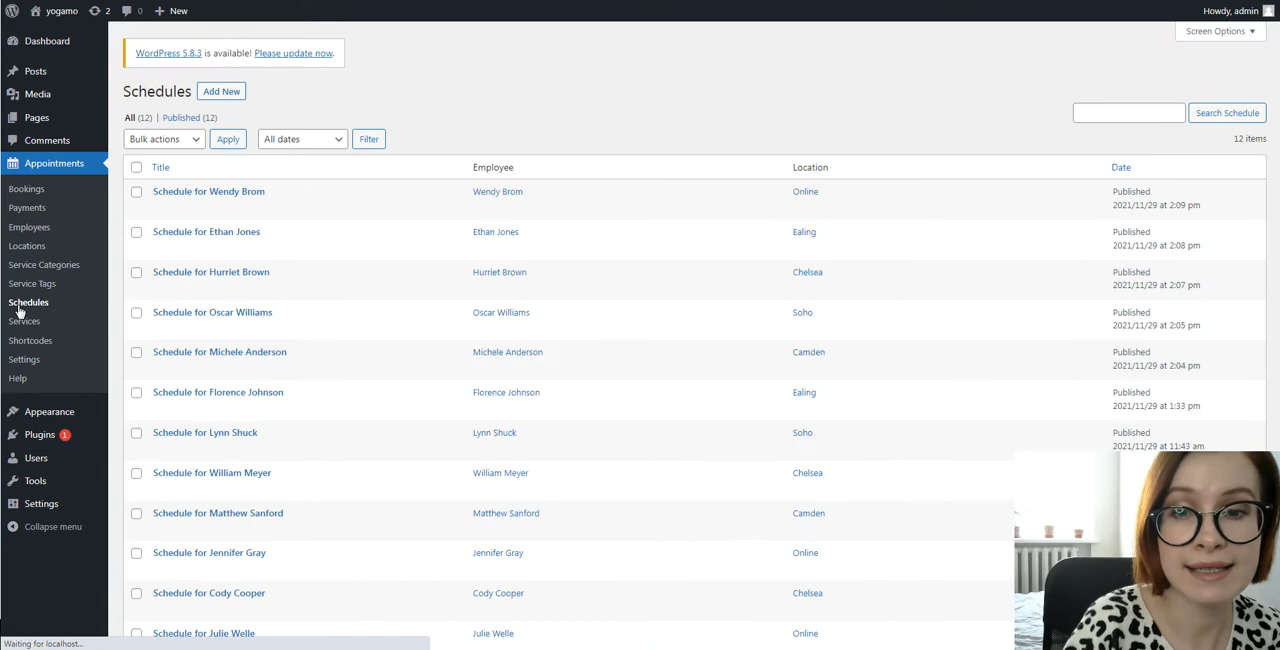 yogamo 2 0 New Howdy, admin
Screen Options
WordPress 5.8.3 is available! Please update now.
Dashboard
Posts
Media
Pages
Comments
Appointments
Bookings
Payments
Employees
Locations
Service Categories
Service Tags
Schedules
Services
Shortcodes
Settings
Help
Appearance
Plugins 1
Users
Tools
Settings
Collapse menu
Schedules Add New
All (12) | Published (12)
Search Schedule
Bulk actions Apply All dates Filter 12 items
Title Employee Location Date
Schedule for Wendy Brom Wendy Brom Online Published
2021/11/29 at 2:09 pm
Schedule for Ethan Jones Ethan Jones Ealing Published
2021/11/29 at 2:08 pm
Schedule for Hurriet Brown Hurriet Brown Chelsea Published
2021/11/29 at 2:07 pm
Schedule for Oscar Williams Oscar Williams Soho Published
2021/11/29 at 2:05 pm
Schedule for Michele Anderson Michele Anderson Camden Published
2021/11/29 at 2:04 pm
Schedule for Florence Johnson Florence Johnson Ealing Published
2021/11/29 at 1:33 pm
Schedule for Lynn Shuck Lynn Shuck Soho Published
2021/11/29 at 11:43 am
Schedule for William Meyer William Meyer Chelsea
Schedule for Matthew Sanford Matthew Sanford Camden
Schedule for Jennifer Gray Jennifer Gray Online
Schedule for Cody Cooper Cody Cooper Chelsea
Schedule for Julie Welle Julie Welle Online
Waiting for localhost...